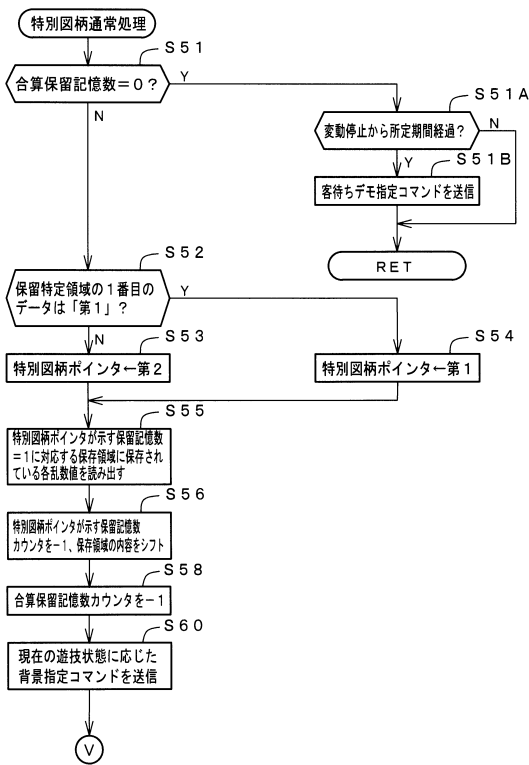 特別図柄通常処理
S51
合算保留記憶数=0?
Y
N
S51A
変動停止から所定期間経過?
N
Y
S51B
客待ちデモ指定コマンドを送信
RET
S52
保留特定領域の1番目の
データは「第1」?
Y
N
S53
特別図柄ポインタ←第2
S54
特別図柄ポインタ←第1
S55
特別図柄ポインタが示す保留記憶数
=1に対応する保存領域に保存され
ている各乱数値を読み出す
S56
特別図柄ポインタが示す保留記憶数
カウンタを-1、保存領域の内容をシフト
S58
合算保留記憶数カウンタを-1
S60
現在の遊技状態に応じた
背景指定コマンドを送信
V